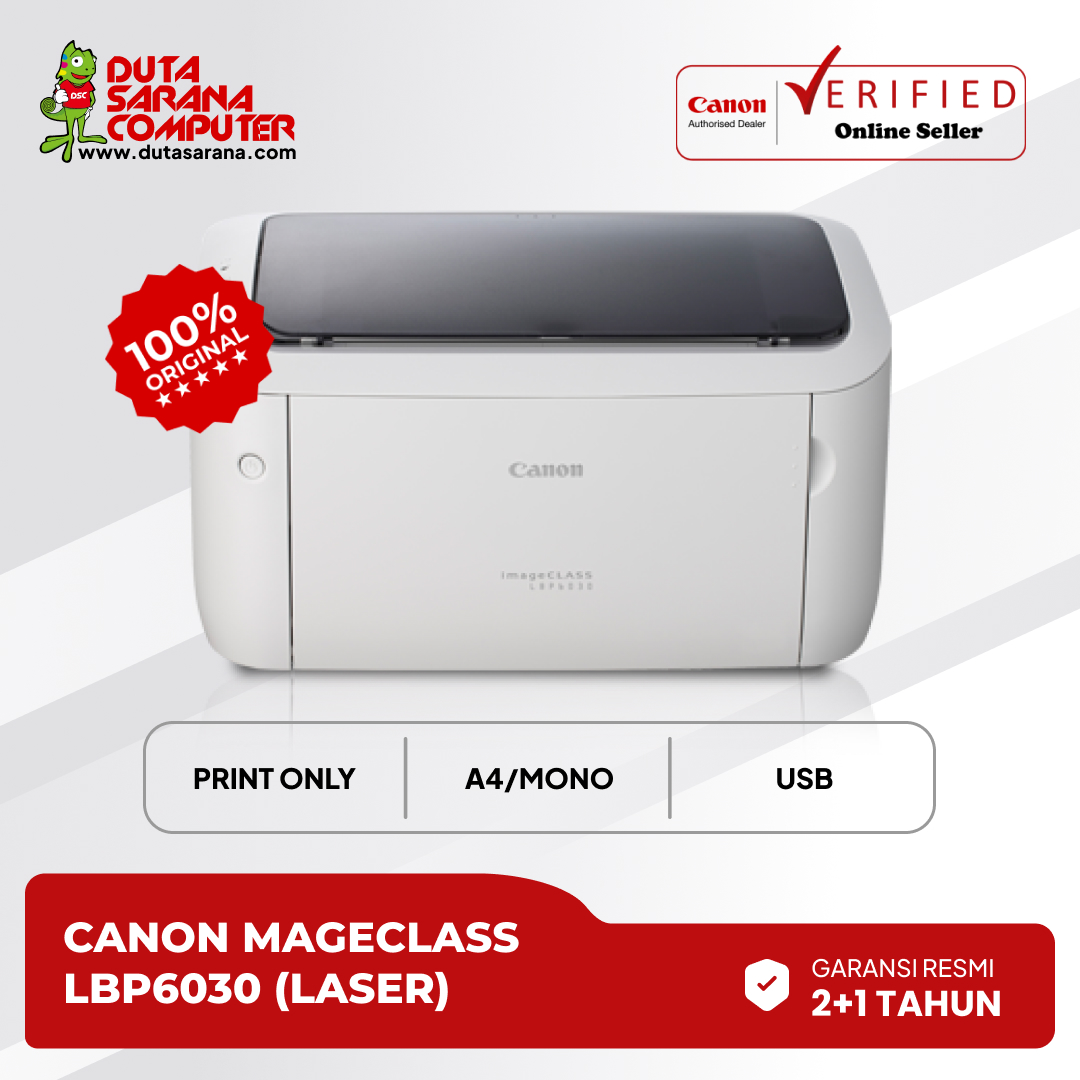 DUTA
SARANA
COMPUTER
DSC
www.dutasarana.com
Canon
Authorised Dealer
VERIFIED
Online Seller
100%
ORIGINAL
Canon
imageCLASS
LBP6030
PRINT ONLY
A4/MONO
USB
CANON MAGECLASS
LBP6030 (LASER)
GARANSI RESMI
2+1 TAHUN